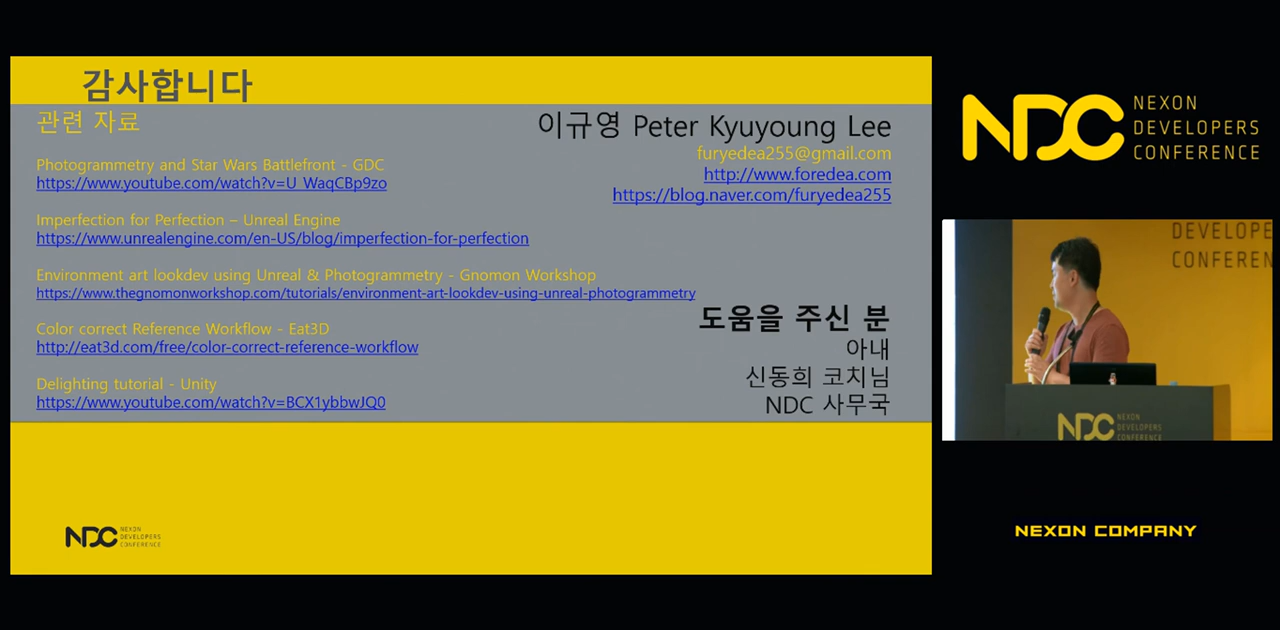 감사합니다
관련 자료
Photogrammetry and Star Wars Battlefront - GDC
https://www.youtube.com/watch?v=U_WaqCBp9zo
Imperfection for Perfection – Unreal Engine
https://www.unrealengine.com/en-US/blog/imperfection-for-perfection
Environment art lookdev using Unreal & Photogrammetry - Gnomon Workshop
https://www.thegnomonworkshop.com/tutorials/environment-art-lookdev-using-unreal-photogrammetry
Color correct Reference Workflow - Eat3D
http://eat3d.com/free/color-correct-reference-workflow
Delighting tutorial - Unity
https://www.youtube.com/watch?v=BCX1ybbwJQ0
이규영 Peter Kyuyoung Lee
furyedea255@gmail.com
http://www.foredea.com
https://blog.naver.com/furyedea255
도움을 주신 분
아내
신동희 코치님
NDC 사무국
NDC
NEXON
DEVELOPERS
CONFERENCE
NDC
NEXON
DEVELOPERS
CONFERENCE
DEVELOPE
CONFEREN
NDC
NEXON
DEVELOPERS
CONFERENCE
NEXON COMPANY